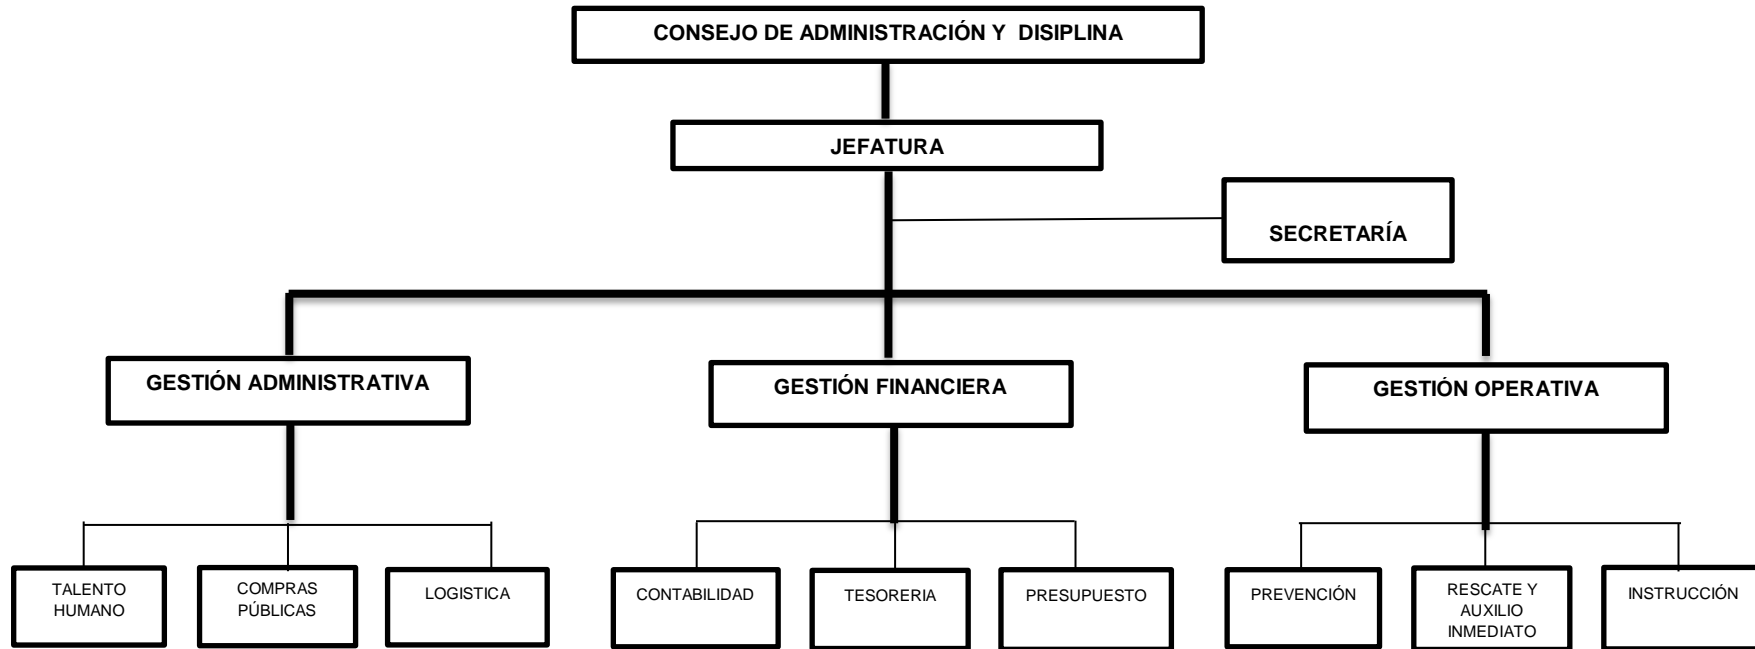 CONSEJO DE ADMINISTRACIÓN Y  DISIPLINA
JEFATURA
SECRETARÍA
GESTIÓN ADMINISTRATIVA
GESTIÓN FINANCIERA
GESTIÓN OPERATIVA
TALENTO
HUMANO
COMPRAS
PÚBLICAS
LOGISTICA
CONTABILIDAD
TESORERIA
PRESUPUESTO
PREVENCIÓN
RESCATE Y
AUXILIO
INMEDIATO
INSTRUCCIÓN